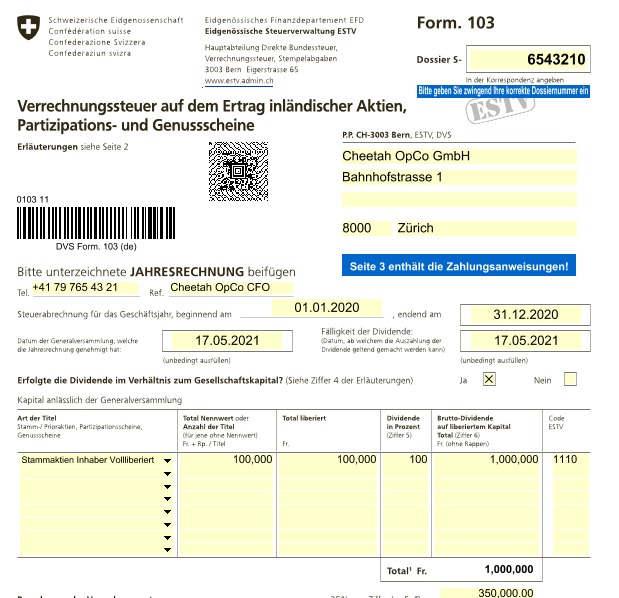 Schweizerische Eidgenossenschaft
Confédération suisse
Confederazione Svizzera
Confederaziun svizra
Eidgenössisches Finanzdepartement EFD
Eidgenössische Steuerverwaltung ESTV
Hauptabteilung Direkte Bundessteuer,
Verrechnungssteuer, Stempelabgaben
3003 Bern Eigerstrasse 65
www.estv.admin.ch
Form. 103
Dossier S- 6543210
In der Korrespondenz angeben
Bitte geben Sie zwingend Ihre korrekte Dossiernummer ein
ESTV
Verrechnungssteuer auf dem Ertrag inländischer Aktien,
Partizipations- und Genussscheine
Erläuterungen siehe Seite 2
P.P. CH-3003 Bern, ESTV, DVS
Cheetah OpCo GmbH
Bahnhofstrasse 1
8000 Zürich
0103 11
DVS Form. 103 (de)
Seite 3 enthält die Zahlungsanweisungen!
Bitte unterzeichnete JAHRESRECHNUNG beifügen
Tel. +41 79 765 43 21 Ref. Cheetah OpCo CFO
Steuerabrechnung für das Geschäftsjahr, beginnend am 01.01.2020 , endend am 31.12.2020
Datum der Generalversammlung, welche
die Jahresrechnung genehmigt hat:
17.05.2021
(unbedingt ausfüllen)
Fälligkeit der Dividende:
(Datum, ab welchem die Auszahlung der
Dividende geltend gemacht werden kann)
17.05.2021
(unbedingt ausfüllen)
Erfolgte die Dividende im Verhältnis zum Gesellschaftskapital? (Siehe Ziffer 4 der Erläuterungen) Ja X Nein
Kapital anlässlich der Generalversammlung
Art der Titel
Stamm-/ Prioraktien, Partizipationsscheine,
Genussscheine
Total Nennwert oder
Anzahl der Titel
(für jene ohne Nennwert)
Fr. + Rp. / Titel
Total liberiert
Fr.
Dividende
in Prozent
(Ziffer 5)
Brutto-Dividende
auf liberiertem Kapital
Total (Ziffer 6)
Fr. (ohne Rappen)
Code
ESTV
Stammaktien Inhaber Vollliberiert 100,000 100,000 100 1,000,000 1110
Total¹ Fr. 1,000,000
350,000.00